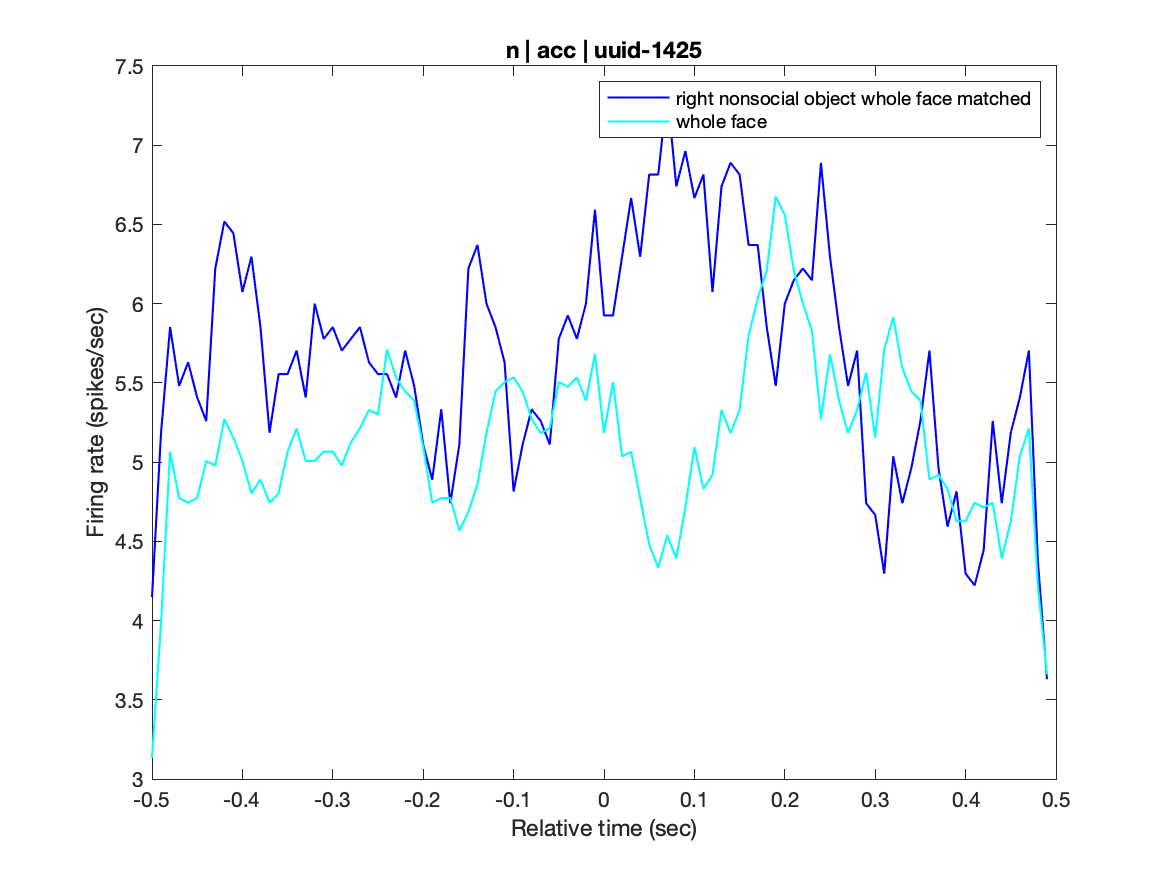 n | acc | uuid-1425
right nonsocial object whole face matched
whole face
7.5
7
6.5
6
5.5
5
4.5
4
3.5
3
Firing rate (spikes/sec)
-0.5 -0.4 -0.3 -0.2 -0.1 0 0.1 0.2 0.3 0.4 0.5
Relative time (sec)